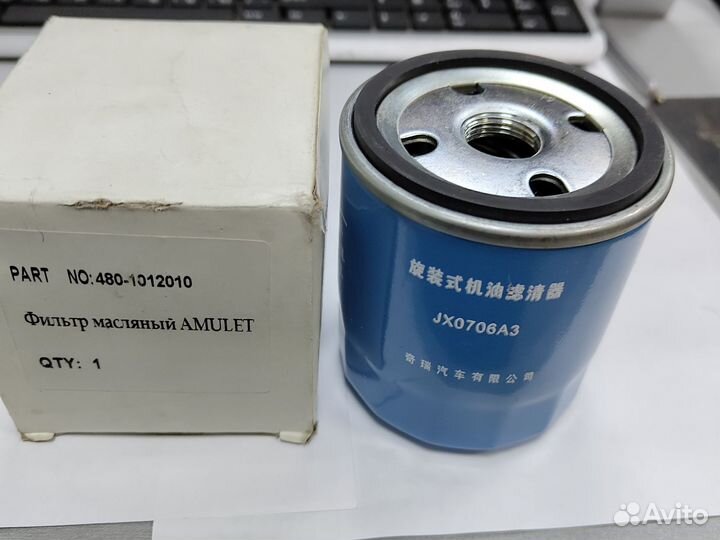 PART NO:480-1012010
Фильтр масляный AMULET
QTY: 1
旋装式机油滤清器
JX0706A3
奇瑞汽车有限公司
Avito